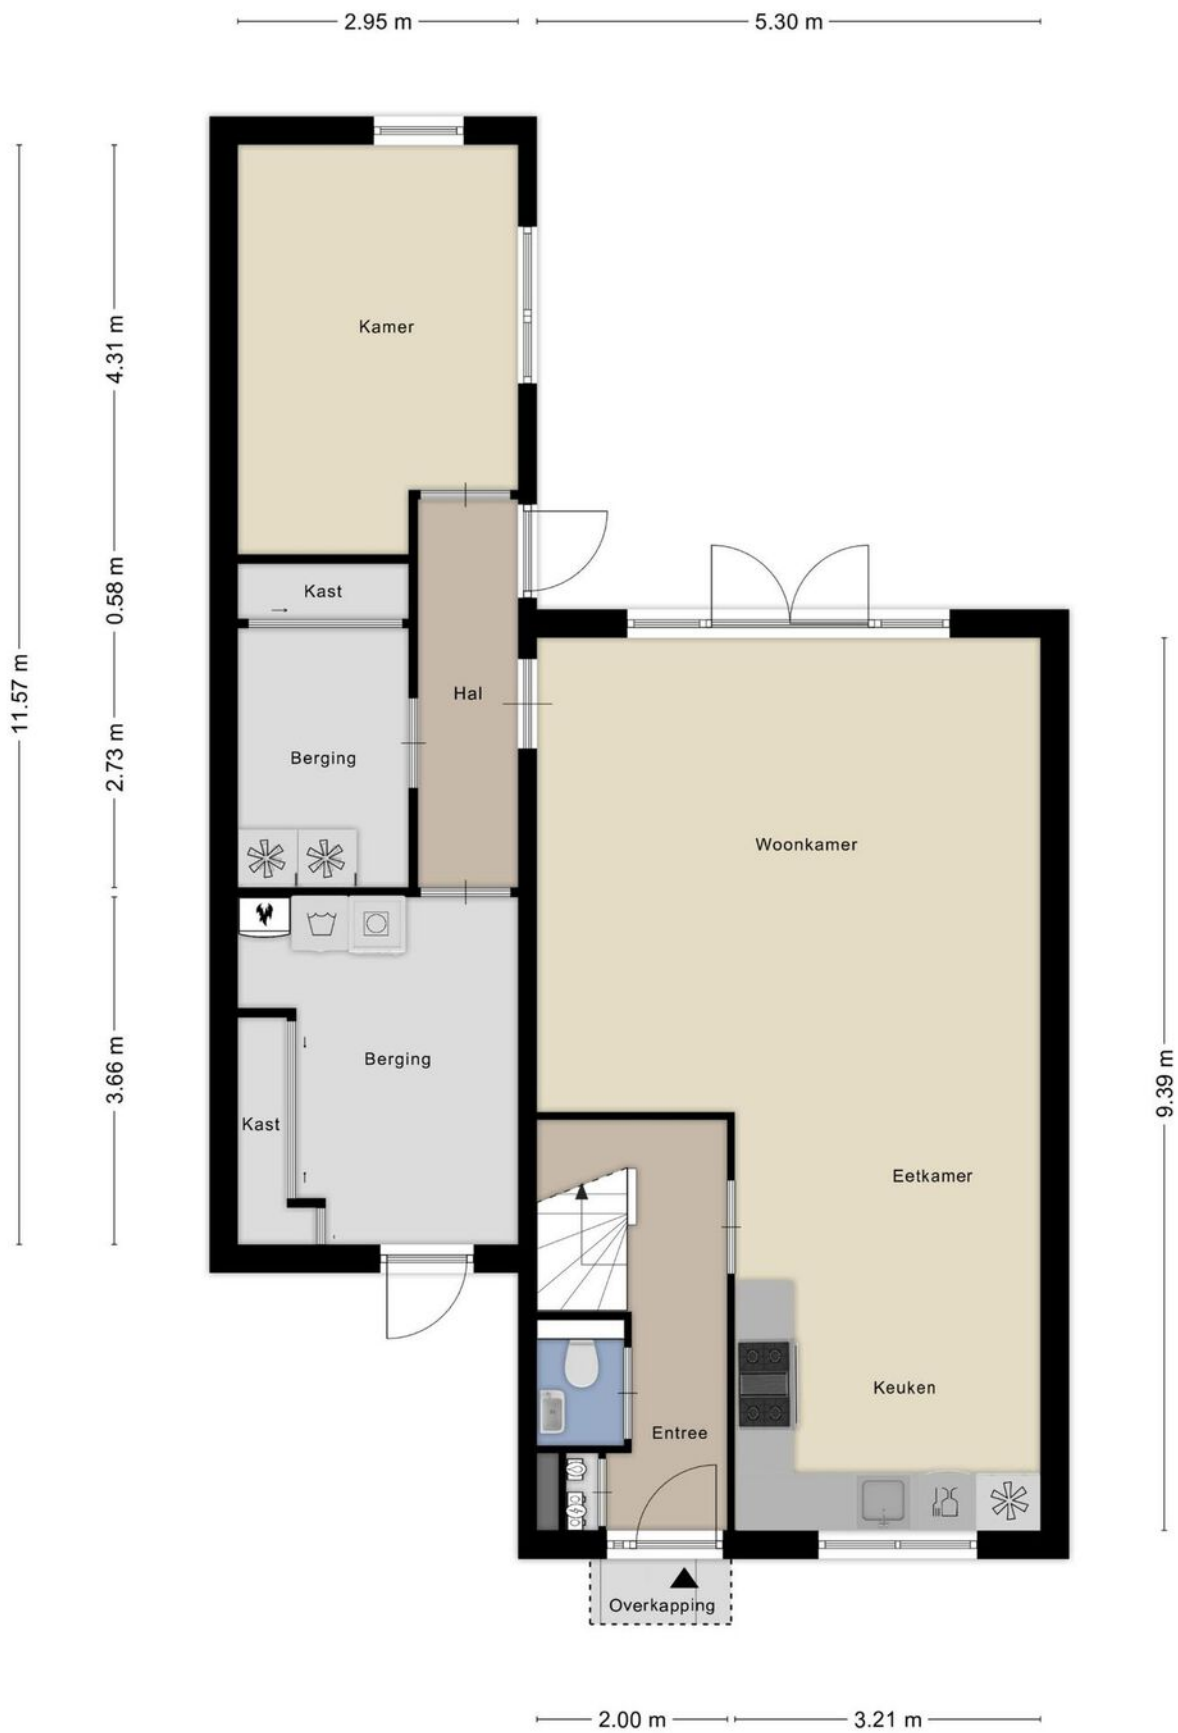 2.95 m
5.30 m
Kamer
4.31 m
Kast
0.58 m
11.57 m
Hal
2.73 m
Berging
Woonkamer
Berging
3.66 m
9.39 m
Kast
Eetkamer
Keuken
Entree
Overkapping
2.00 m
3.21 m